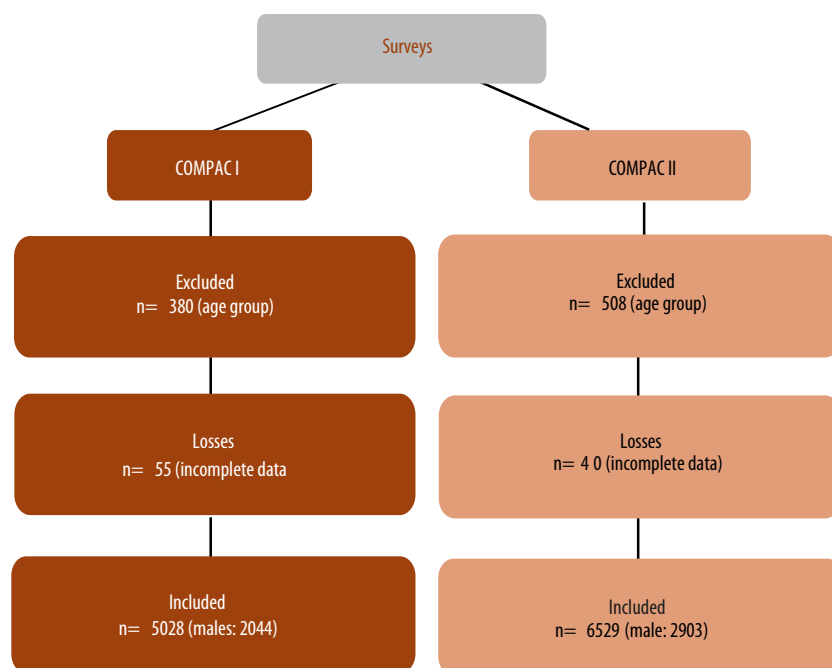 Surveys
COMPAC I
COMPAC II
Excluded
n= 380 (age group)
Excluded
n= 508 (age group)
Losses
n= 55 (incomplete data
Losses
n= 4 0 (incomplete data)
Included
n= 5028 (males: 2044)
Included
n= 6529 (male: 2903)